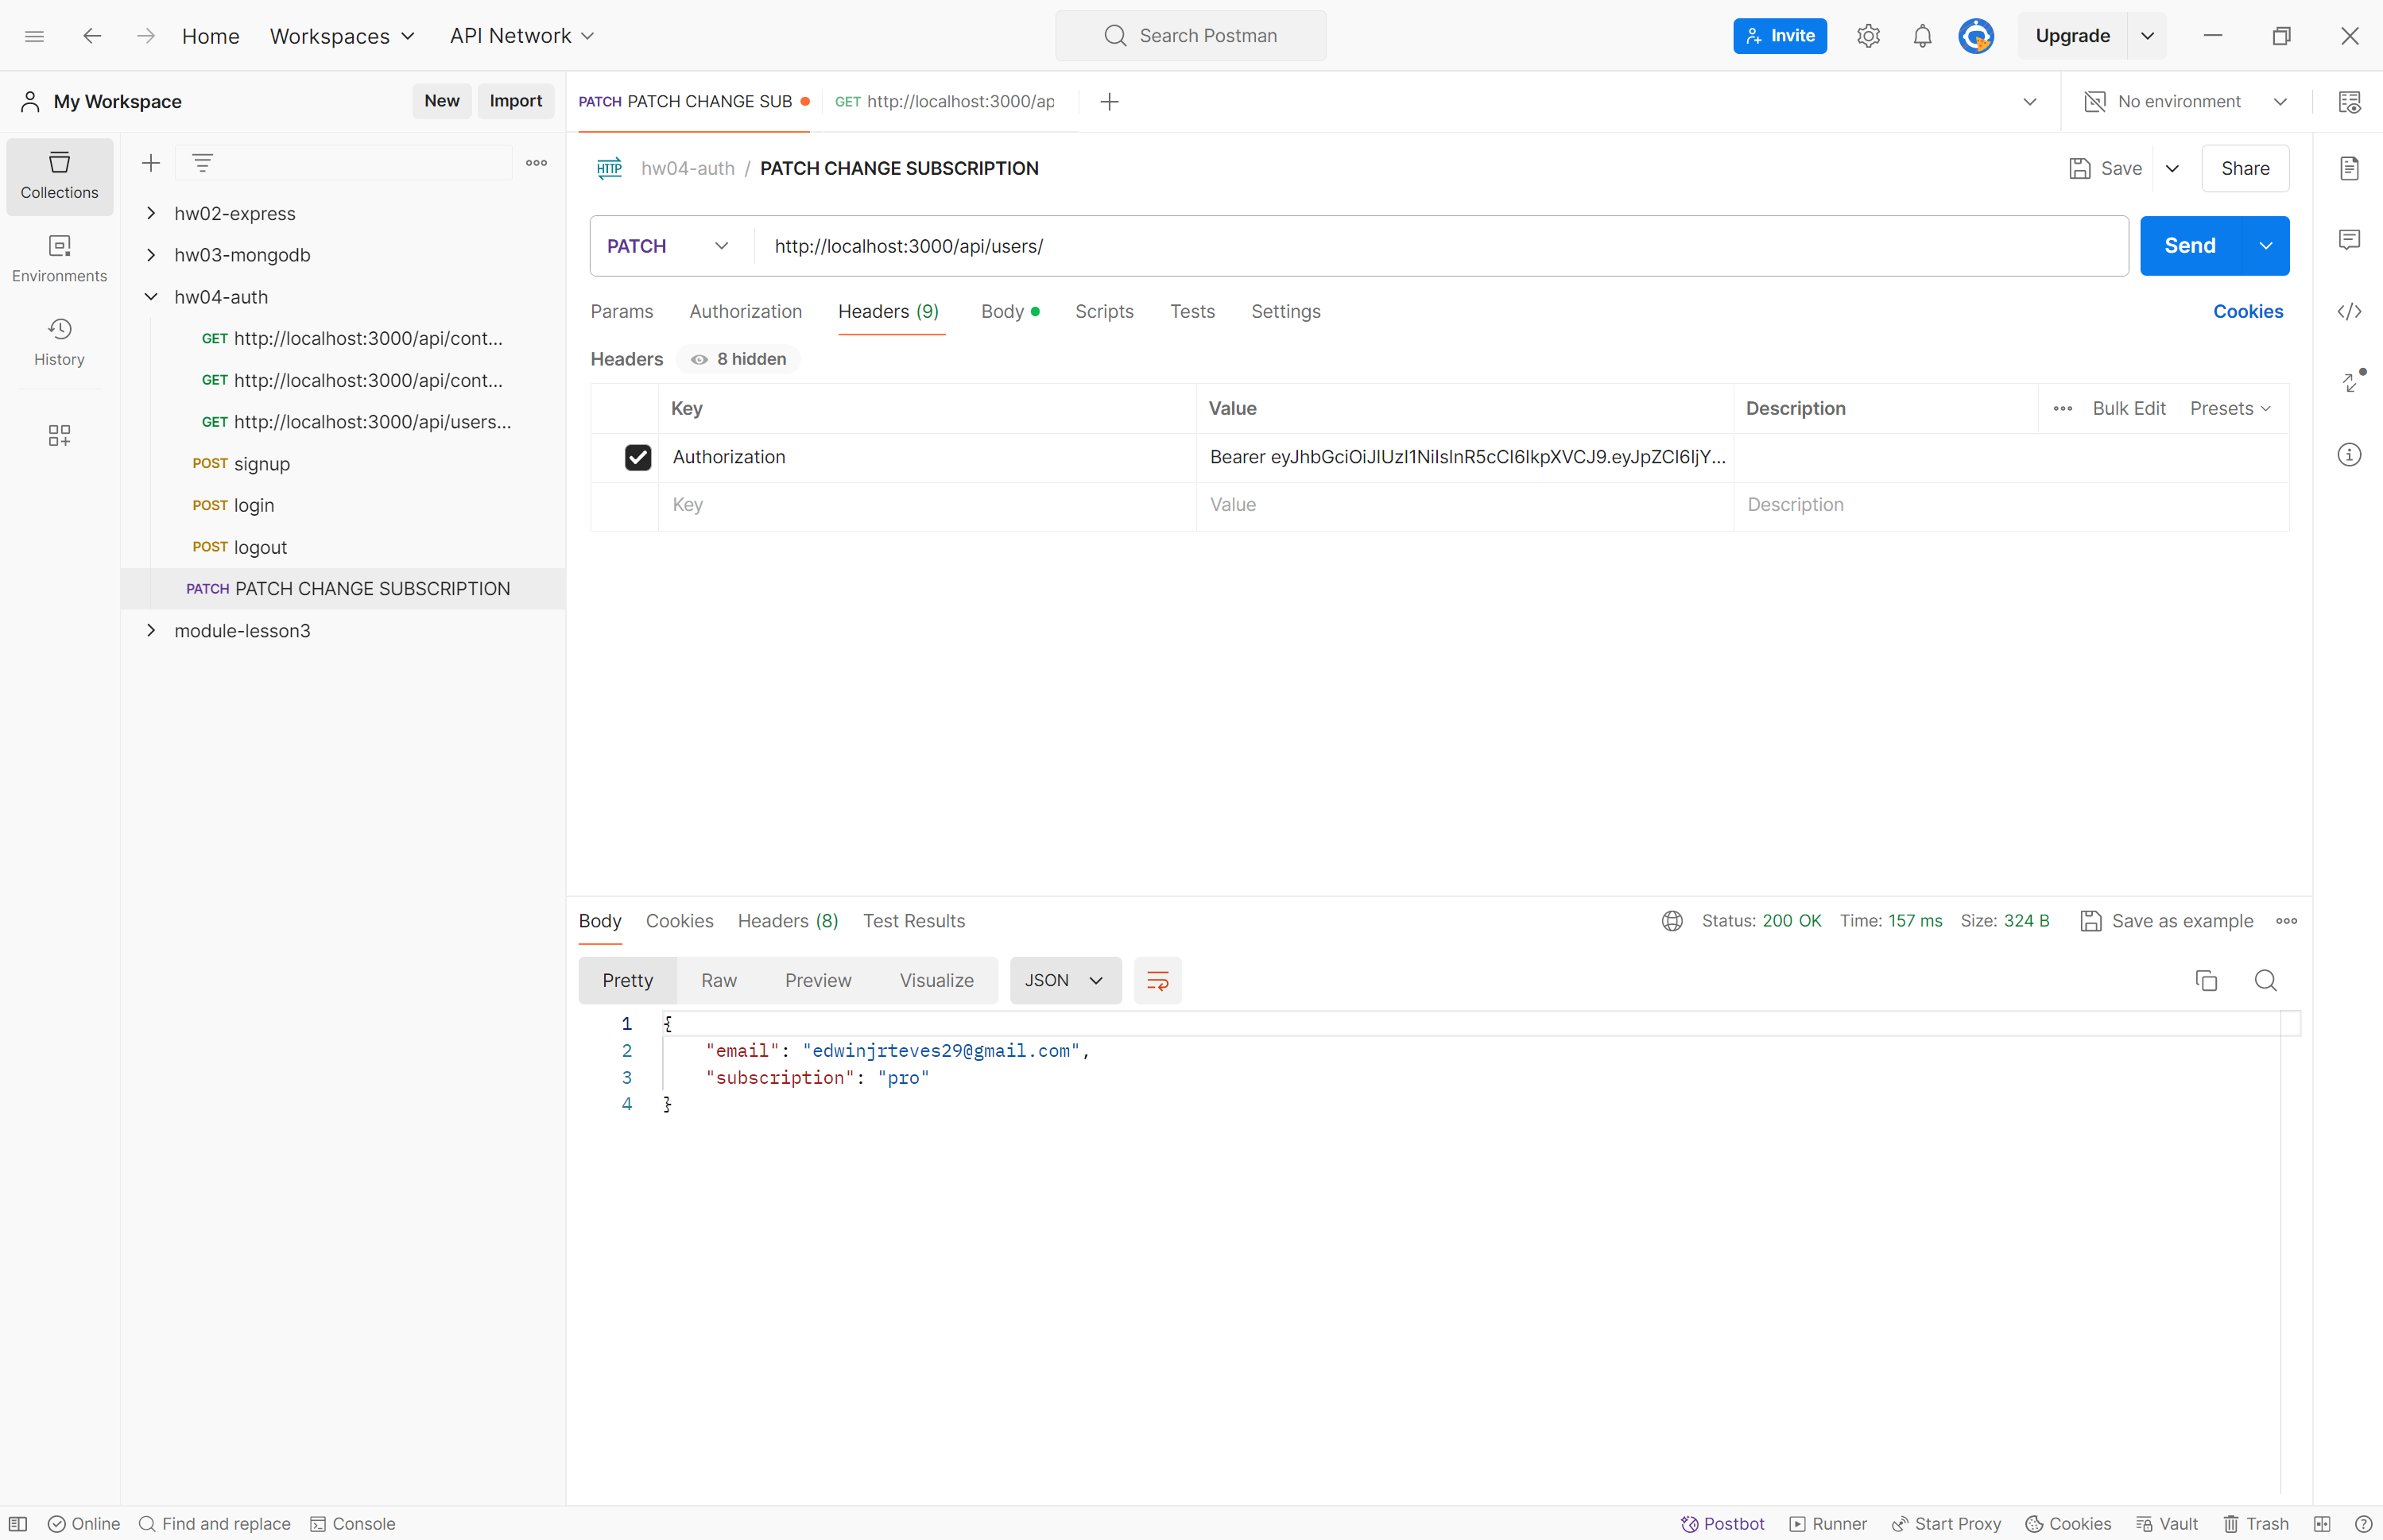 Home Workspaces API Network Search Postman Invite Upgrade
My Workspace New Import PATCH PATCH CHANGE SUB GET http://localhost:3000/ap No environment
Collections
Environments
History
hw02-express
hw03-mongodb
hw04-auth
GET http://localhost:3000/api/cont...
GET http://localhost:3000/api/cont...
GET http://localhost:3000/api/users...
POST signup
POST login
POST logout
PATCH PATCH CHANGE SUBSCRIPTION
module-lesson3
HTTP hw04-auth / PATCH CHANGE SUBSCRIPTION Save Share
PATCH http://localhost:3000/api/users/ Send
Params Authorization Headers (9) Body Scripts Tests Settings Cookies
Headers 8 hidden
Key Value Description Bulk Edit Presets
Authorization Bearer eyJhbGciOiJIUzI1NiIsInR5cCI6IkpXVCJ9.eyJpZCI6IjY...
Key Value Description
Body Cookies Headers (8) Test Results Status: 200 OK Time: 157 ms Size: 324 B Save as example
Pretty Raw Preview Visualize JSON
1 {
2 "email": "edwinjrteves29@gmail.com",
3 "subscription": "pro"
4 }
Online Find and replace Console Postbot Runner Start Proxy Cookies Vault Trash